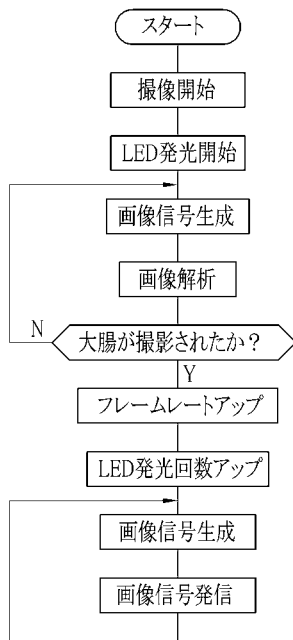 スタート
撮像開始
LED発光開始
画像信号生成
画像解析
N
大腸が撮影されたか？
Y
フレームレートアップ
LED発光回数アップ
画像信号生成
画像信号発信